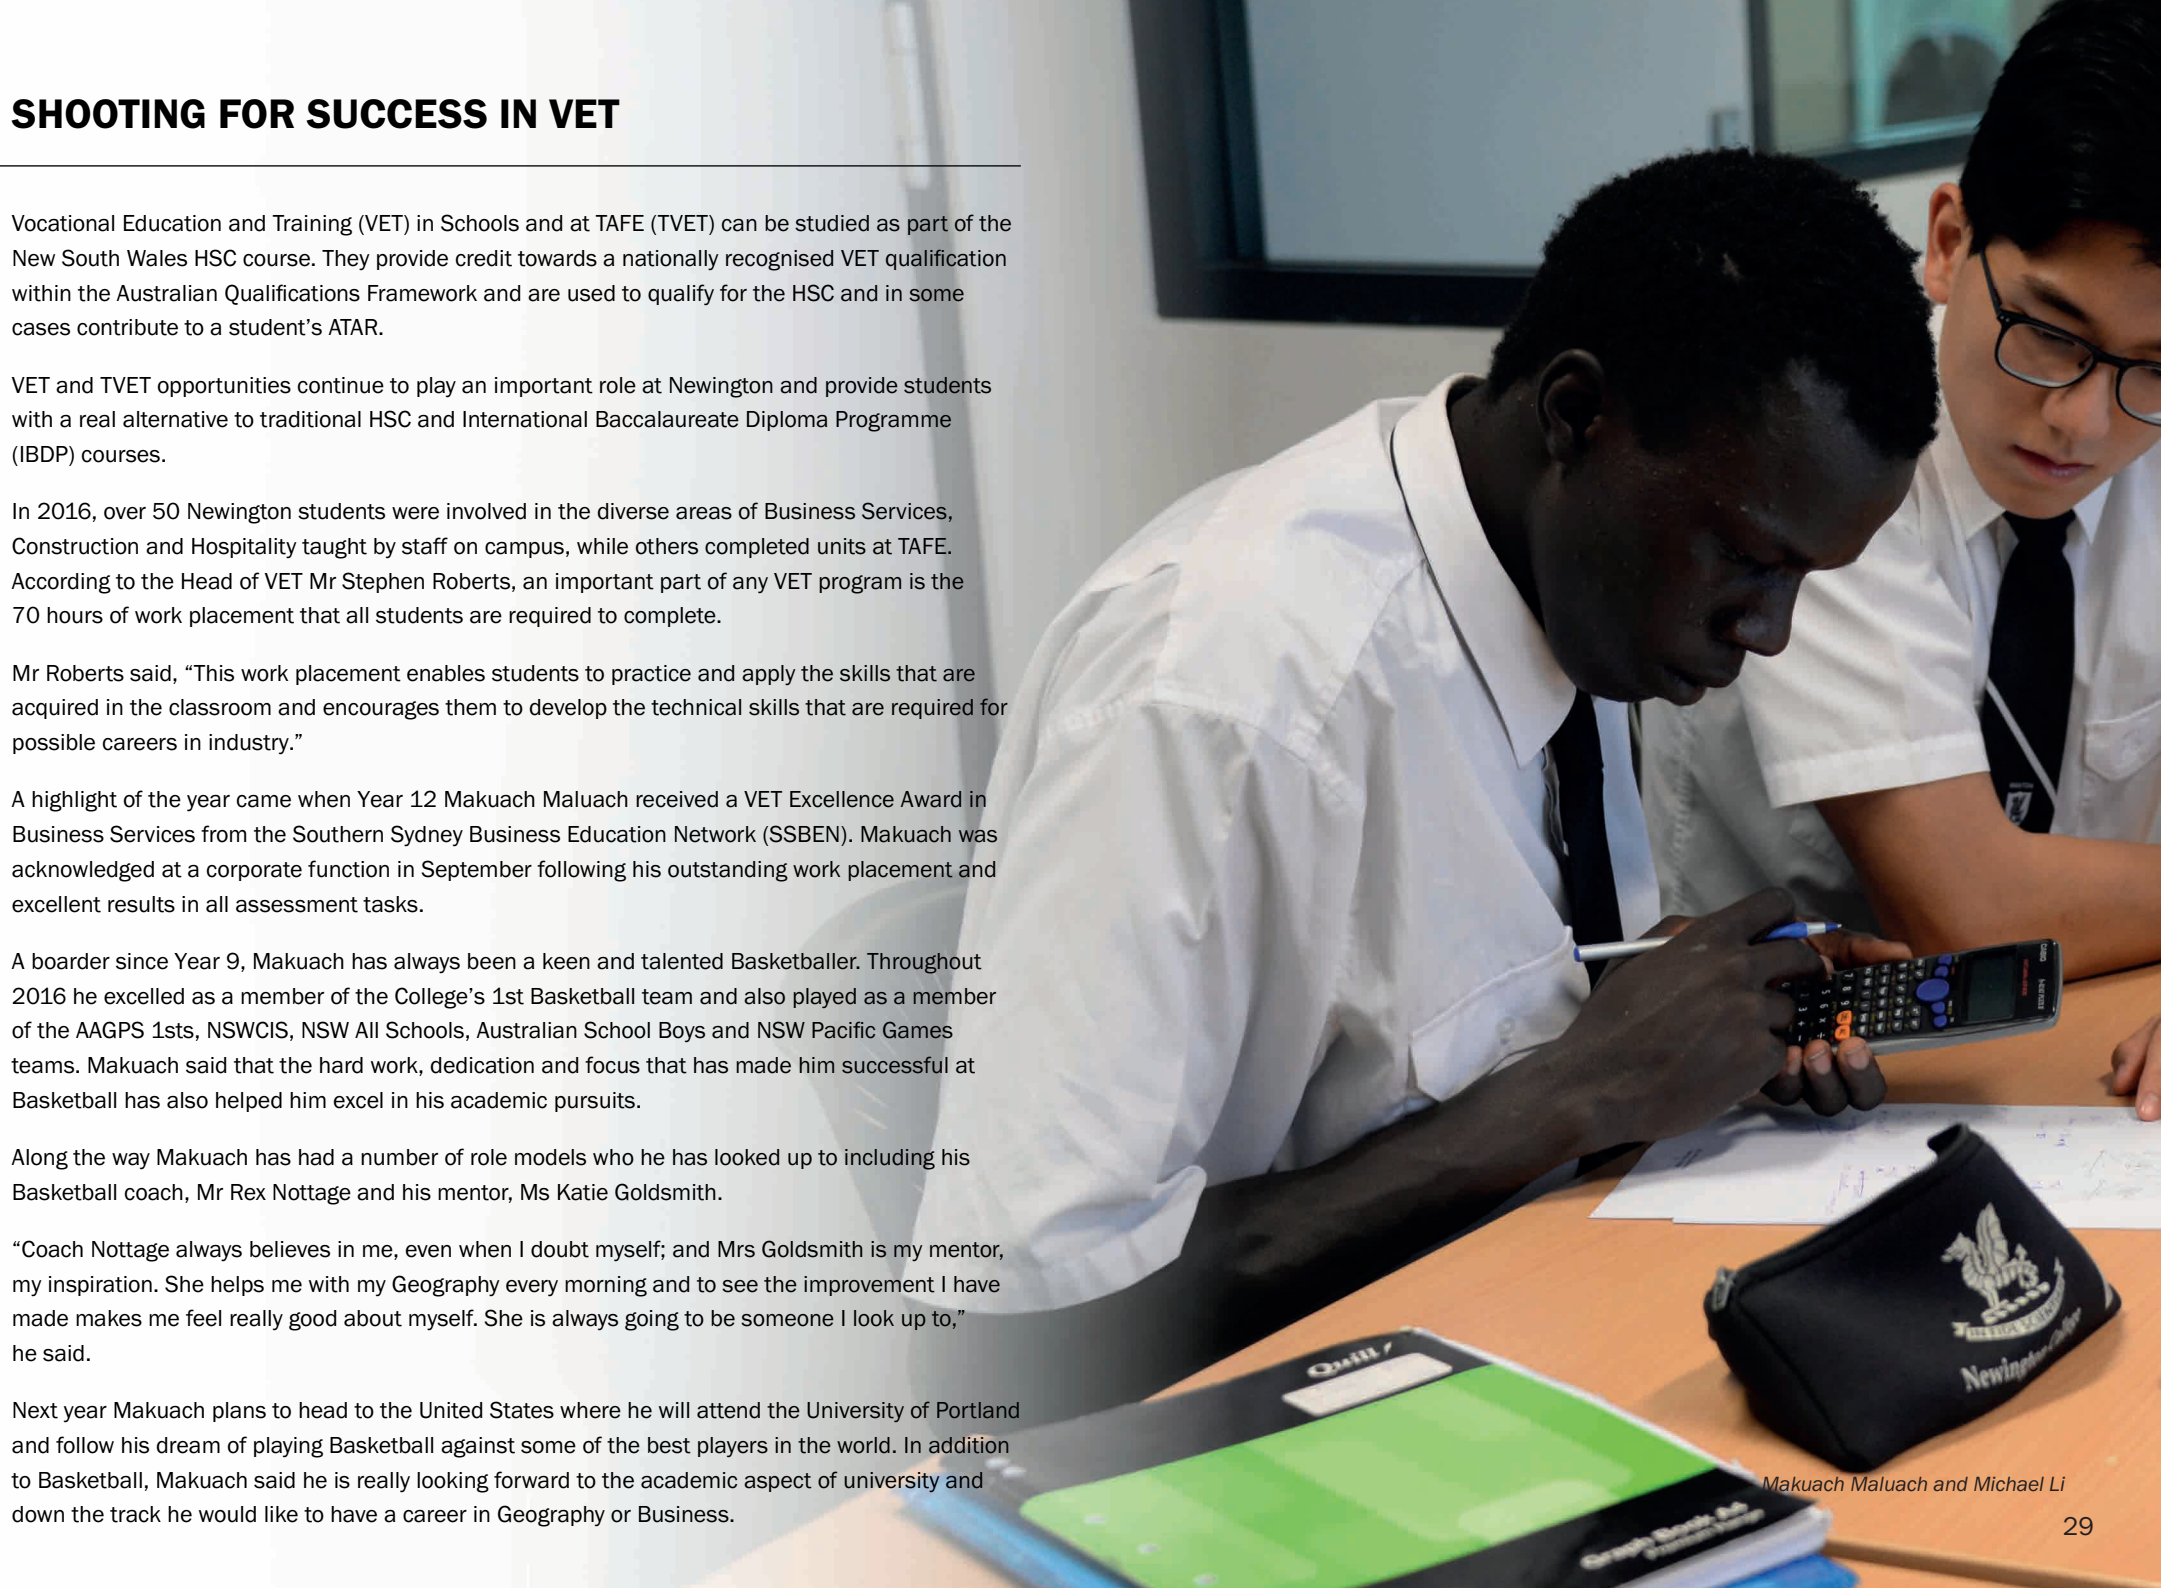 SHOOTING FOR SUCCESS IN VET
Vocational Education and Training (VET) in Schools and at TAFE (TVET) can be studied as part of the
New South Wales HSC course. They provide credit towards a nationally recognised VET qualification
within the Australian Qualifications Framework and are used to qualify for the HSC and in some
cases contribute to a student’s ATAR.
VET and TVET opportunities continue to play an important role at Newington and provide students
with a real alternative to traditional HSC and International Baccalaureate Diploma Programme
(IBDP) courses.
In 2016, over 50 Newington students were involved in the diverse areas of Business Services,
Construction and Hospitality taught by staff on campus, while others completed units at TAFE.
According to the Head of VET Mr Stephen Roberts, an important part of any VET program is the
70 hours of work placement that all students are required to complete.
Mr Roberts said, “This work placement enables students to practice and apply the skills that are
acquired in the classroom and encourages them to develop the technical skills that are required for
possible careers in industry.”
A highlight of the year came when Year 12 Makuach Maluach received a VET Excellence Award in
Business Services from the Southern Sydney Business Education Network (SSBEN). Makuach was
acknowledged at a corporate function in September following his outstanding work placement and
excellent results in all assessment tasks.
A boarder since Year 9, Makuach has always been a keen and talented Basketballer. Throughout
2016 he excelled as a member of the College’s 1st Basketball team and also played as a member
of the AAGPS 1sts, NSWCIS, NSW All Schools, Australian School Boys and NSW Pacific Games
teams. Makuach said that the hard work, dedication and focus that has made him successful at
Basketball has also helped him excel in his academic pursuits.
Along the way Makuach has had a number of role models who he has looked up to including his
Basketball coach, Mr Rex Nottage and his mentor, Ms Katie Goldsmith.
“Coach Nottage always believes in me, even when I doubt myself; and Mrs Goldsmith is my mentor,
my inspiration. She helps me with my Geography every morning and to see the improvement I have
made makes me feel really good about myself. She is always going to be someone I look up to,”
he said.
Next year Makuach plans to head to the United States where he will attend the University of Portland
and follow his dream of playing Basketball against some of the best players in the world. In addition
to Basketball, Makuach said he is really looking forward to the academic aspect of university and
down the track he would like to have a career in Geography or Business.
CASIO
Newington College
Quill
Graph Book A4
Makuach Maluach and Michael Li
29